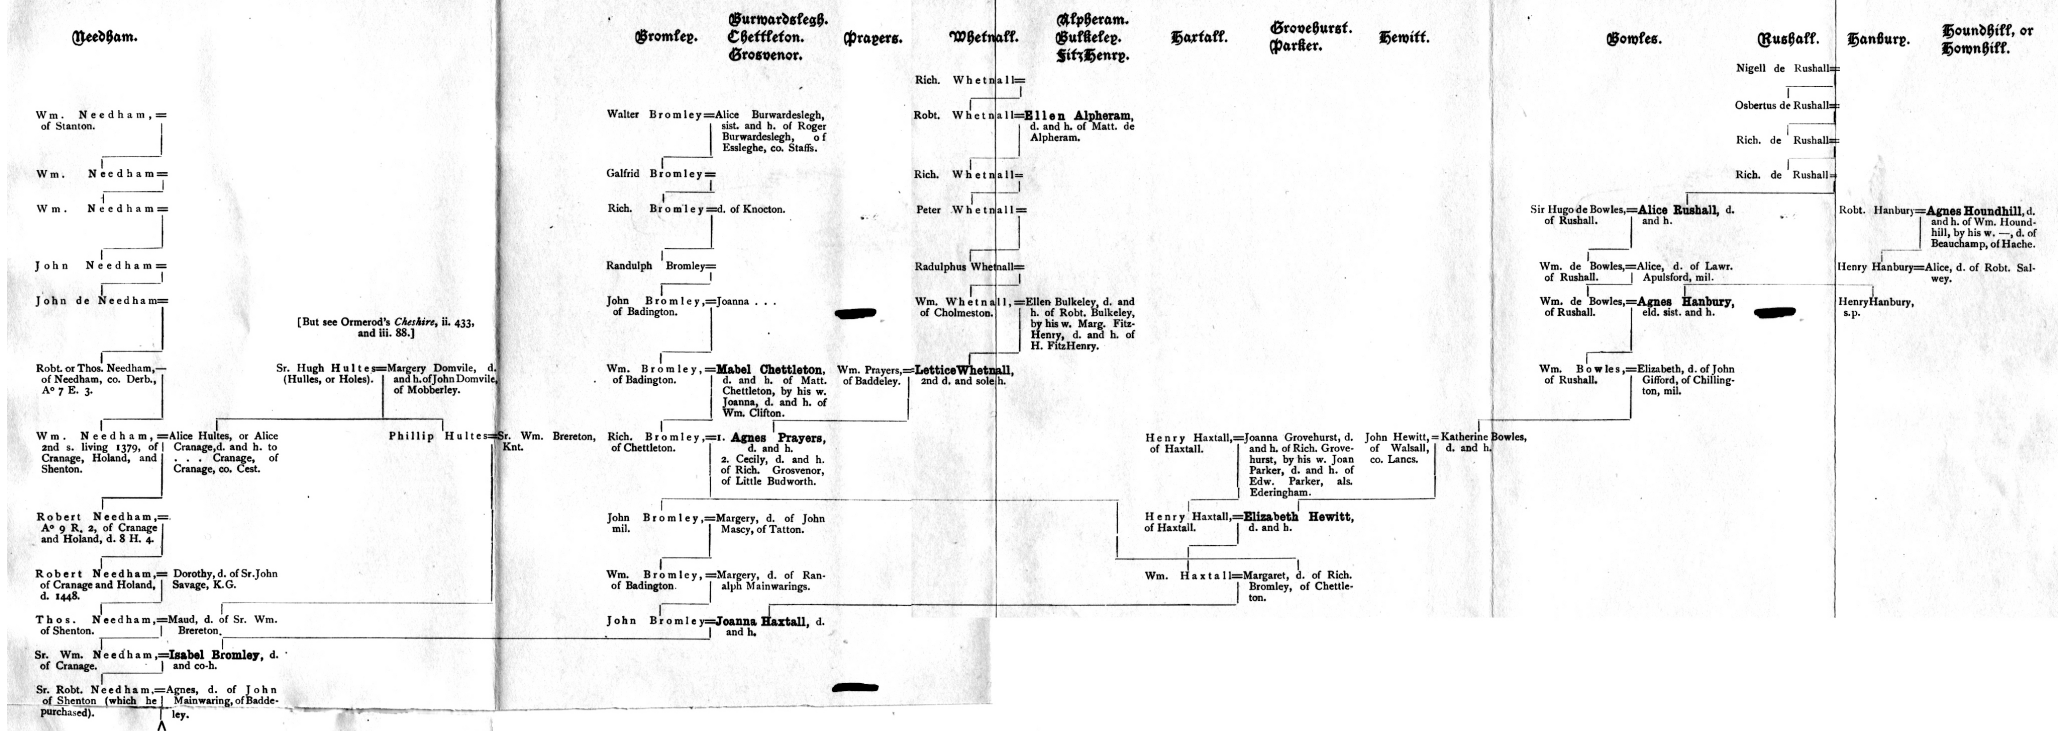 Needham.
Bromley.
Burwardslegh.
Chettleton.
Grosvenor.
Prayers.
Whetnall.
Alpheram.
Bulkeley.
FitzHenry.
Haxtall.
Grovehurst.
Parker.
Hewitt.
Bowles.
Rushall.
Hanbury.
Houndhill, or
Hownhill.
Wm. Needham,=
of Stanton.
Wm. Needham=
Wm. Needham=
John Needham=
John de Needham=
Robt. or Thos. Needham,—
of Needham, co. Derb.,
Aº 7 E. 3.
Wm. Needham,=Alice Hultes, or Alice
2nd s. living 1379, of Cranage, d. and h. to
Cranage, Holand, and . . . Cranage, of
Shenton. Cranage, co. Cest.
Robert Needham,=
Aº 9 R. 2, of Cranage
and Holand, d. 8 H. 4.
Robert Needham,= Dorothy, d. of Sr. John
of Cranage and Holand, Savage, K.G.
d. 1448.
Thos. Needham,=Maud, d. of Sr. Wm.
of Shenton. Brereton.
Sr. Wm. Needham,=Isabel Bromley, d.
of Cranage. and co-h.
Sr. Robt. Needham,=Agnes, d. of John
of Shenton (which he Mainwaring, of Badde-
purchased). ley.
[But see Ormerod's Cheshire, ii. 433,
and iii. 88.]
Sr. Hugh Hultes=Margery Domvile, d.
(Hulles, or Holes). and h. of John Domvile,
of Mobberley.
Phillip Hultes=Sr. Wm. Brereton,
Knt.
Walter Bromley=Alice Burwardeslegh,
sist. and h. of Roger
Burwardeslegh, of
Essleghe, co. Staffs.
Galfrid Bromley=
Rich. Bromley=d. of Knocton.
Randulph Bromley=
John Bromley,=Joanna . . .
of Badington.
Wm. Bromley,=Mabel Chettleton,
of Badington. d. and h. of Matt.
Chettleton, by his w.
Joanna, d. and h. of
Wm. Clifton.
Rich. Bromley,=1. Agnes Prayers,
of Chettleton. d. and h.
2. Cecily, d. and h.
of Rich. Grosvenor,
of Little Budworth.
John Bromley,=Margery, d. of John
mil. Mascy, of Tatton.
Wm. Bromley,=Margery, d. of Ran-
of Badington. alph Mainwarings.
John Bromley=Joanna Haxtall, d.
and h.
Wm. Prayers,=Lettice Whetnall,
of Baddeley. 2nd d. and sole h.
Rich. Whetnall=
Robt. Whetnall=Ellen Alpheram,
d. and h. of Matt. de
Alpheram.
Rich. Whetnall=
Peter Whetnall=
Radulphus Whetnall=
Wm. Whetnall,=Ellen Bulkeley, d. and
of Cholmeston. h. of Robt. Bulkeley,
by his w. Marg. Fitz-
Henry, d. and h. of
H. FitzHenry.
Henry Haxtall,=Joanna Grovehurst, d.
of Haxtall. and h. of Rich. Grove-
hurst, by his w. Joan
Parker, d. and h. of
Edw. Parker, als.
Ederingham.
Henry Haxtall,=Elizabeth Hewitt,
of Haxtall. d. and h.
Wm. Haxtall=Margaret, d. of Rich.
Bromley, of Chettle-
ton.
John Hewitt,=Katherine Bowles,
of Walsall, d. and h.
co. Lancs.
Nigell de Rushall=
Osbertus de Rushall=
Rich. de Rushall=
Rich. de Rushall=
Sir Hugo de Bowles,=Alice Rushall, d.
of Rushall. and h.
Wm. de Bowles,=Alice, d. of Lawr.
of Rushall. Apulsford, mil.
Wm. de Bowles,=Agnes Hanbury,
of Rushall. eld. sist. and h.
Wm. Bowles,=Elizabeth, d. of John
of Rushall. Gifford, of Chilling-
ton, mil.
Robt. Hanbury=Agnes Houndhill, d.
and h. of Wm. Hound-
hill, by his w. —, d. of
Beauchamp, of Hache.
Henry Hanbury=Alice, d. of Robt. Sal-
wey.
Henry Hanbury,
s.p.